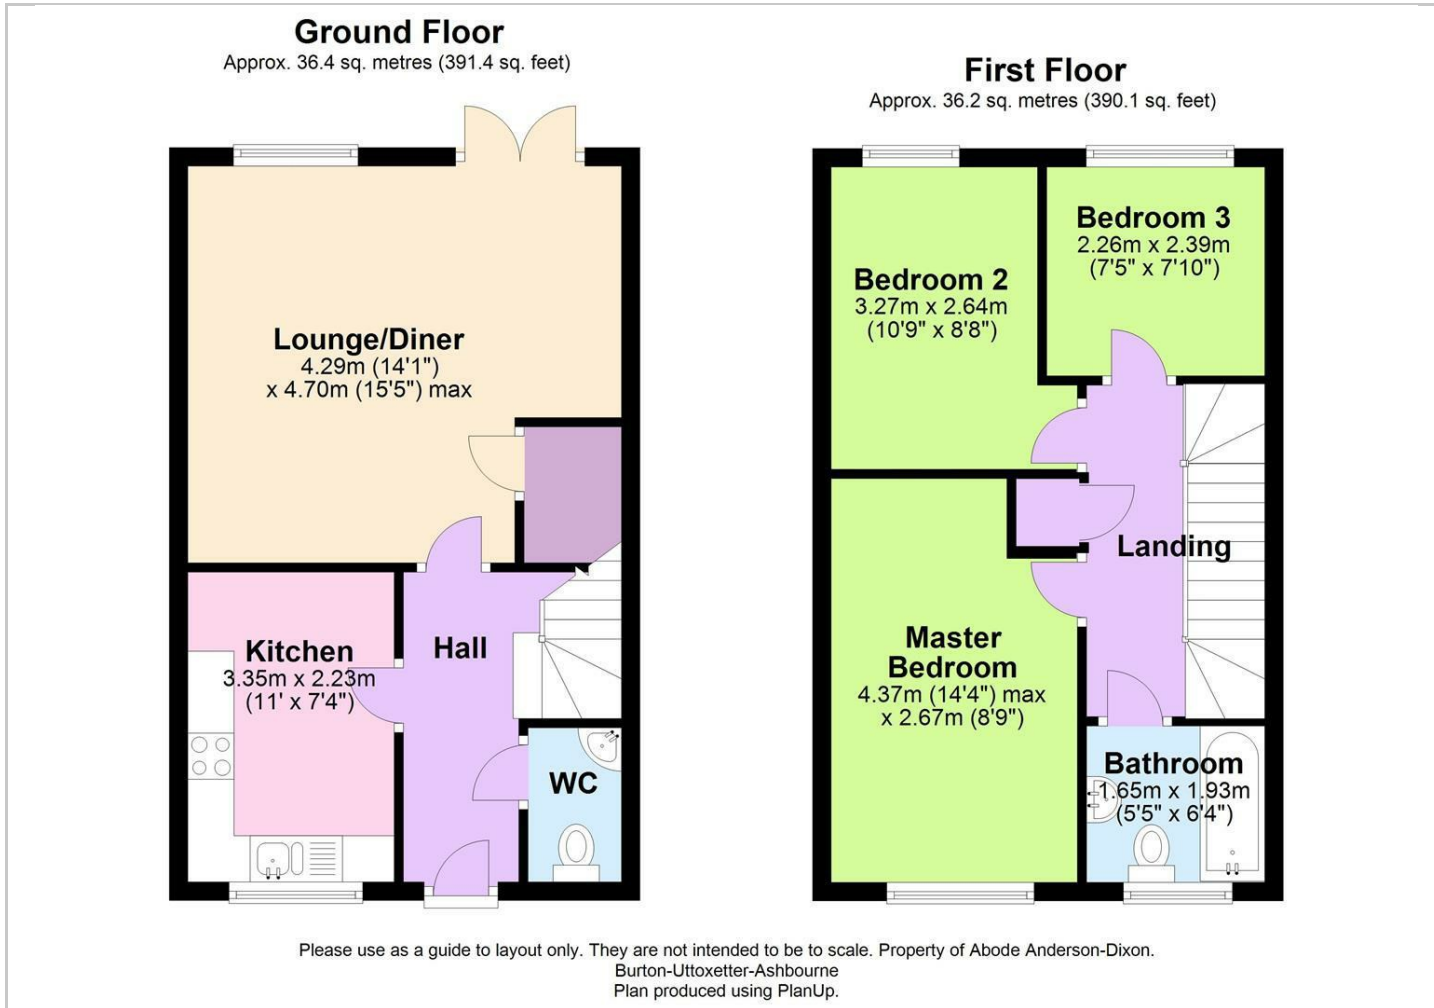 Ground Floor
Approx. 36.4 sq. metres (391.4 sq. feet)
Lounge/Diner
4.29m (14'1")
x 4.70m (15'5") max
Kitchen
3.35m x 2.23m
(11' x 7'4")
Hall
WC
First Floor
Approx. 36.2 sq. metres (390.1 sq. feet)
Bedroom 2
3.27m x 2.64m
(10'9" x 8'8")
Bedroom 3
2.26m x 2.39m
(7'5" x 7'10")
Landing
Master
Bedroom
4.37m (14'4") max
x 2.67m (8'9")
Bathroom
1.65m x 1.93m
(5'5" x 6'4")
Please use as a guide to layout only. They are not intended to be to scale. Property of Abode Anderson-Dixon.
Burton-Uttoxetter-Ashbourne
Plan produced using PlanUp.